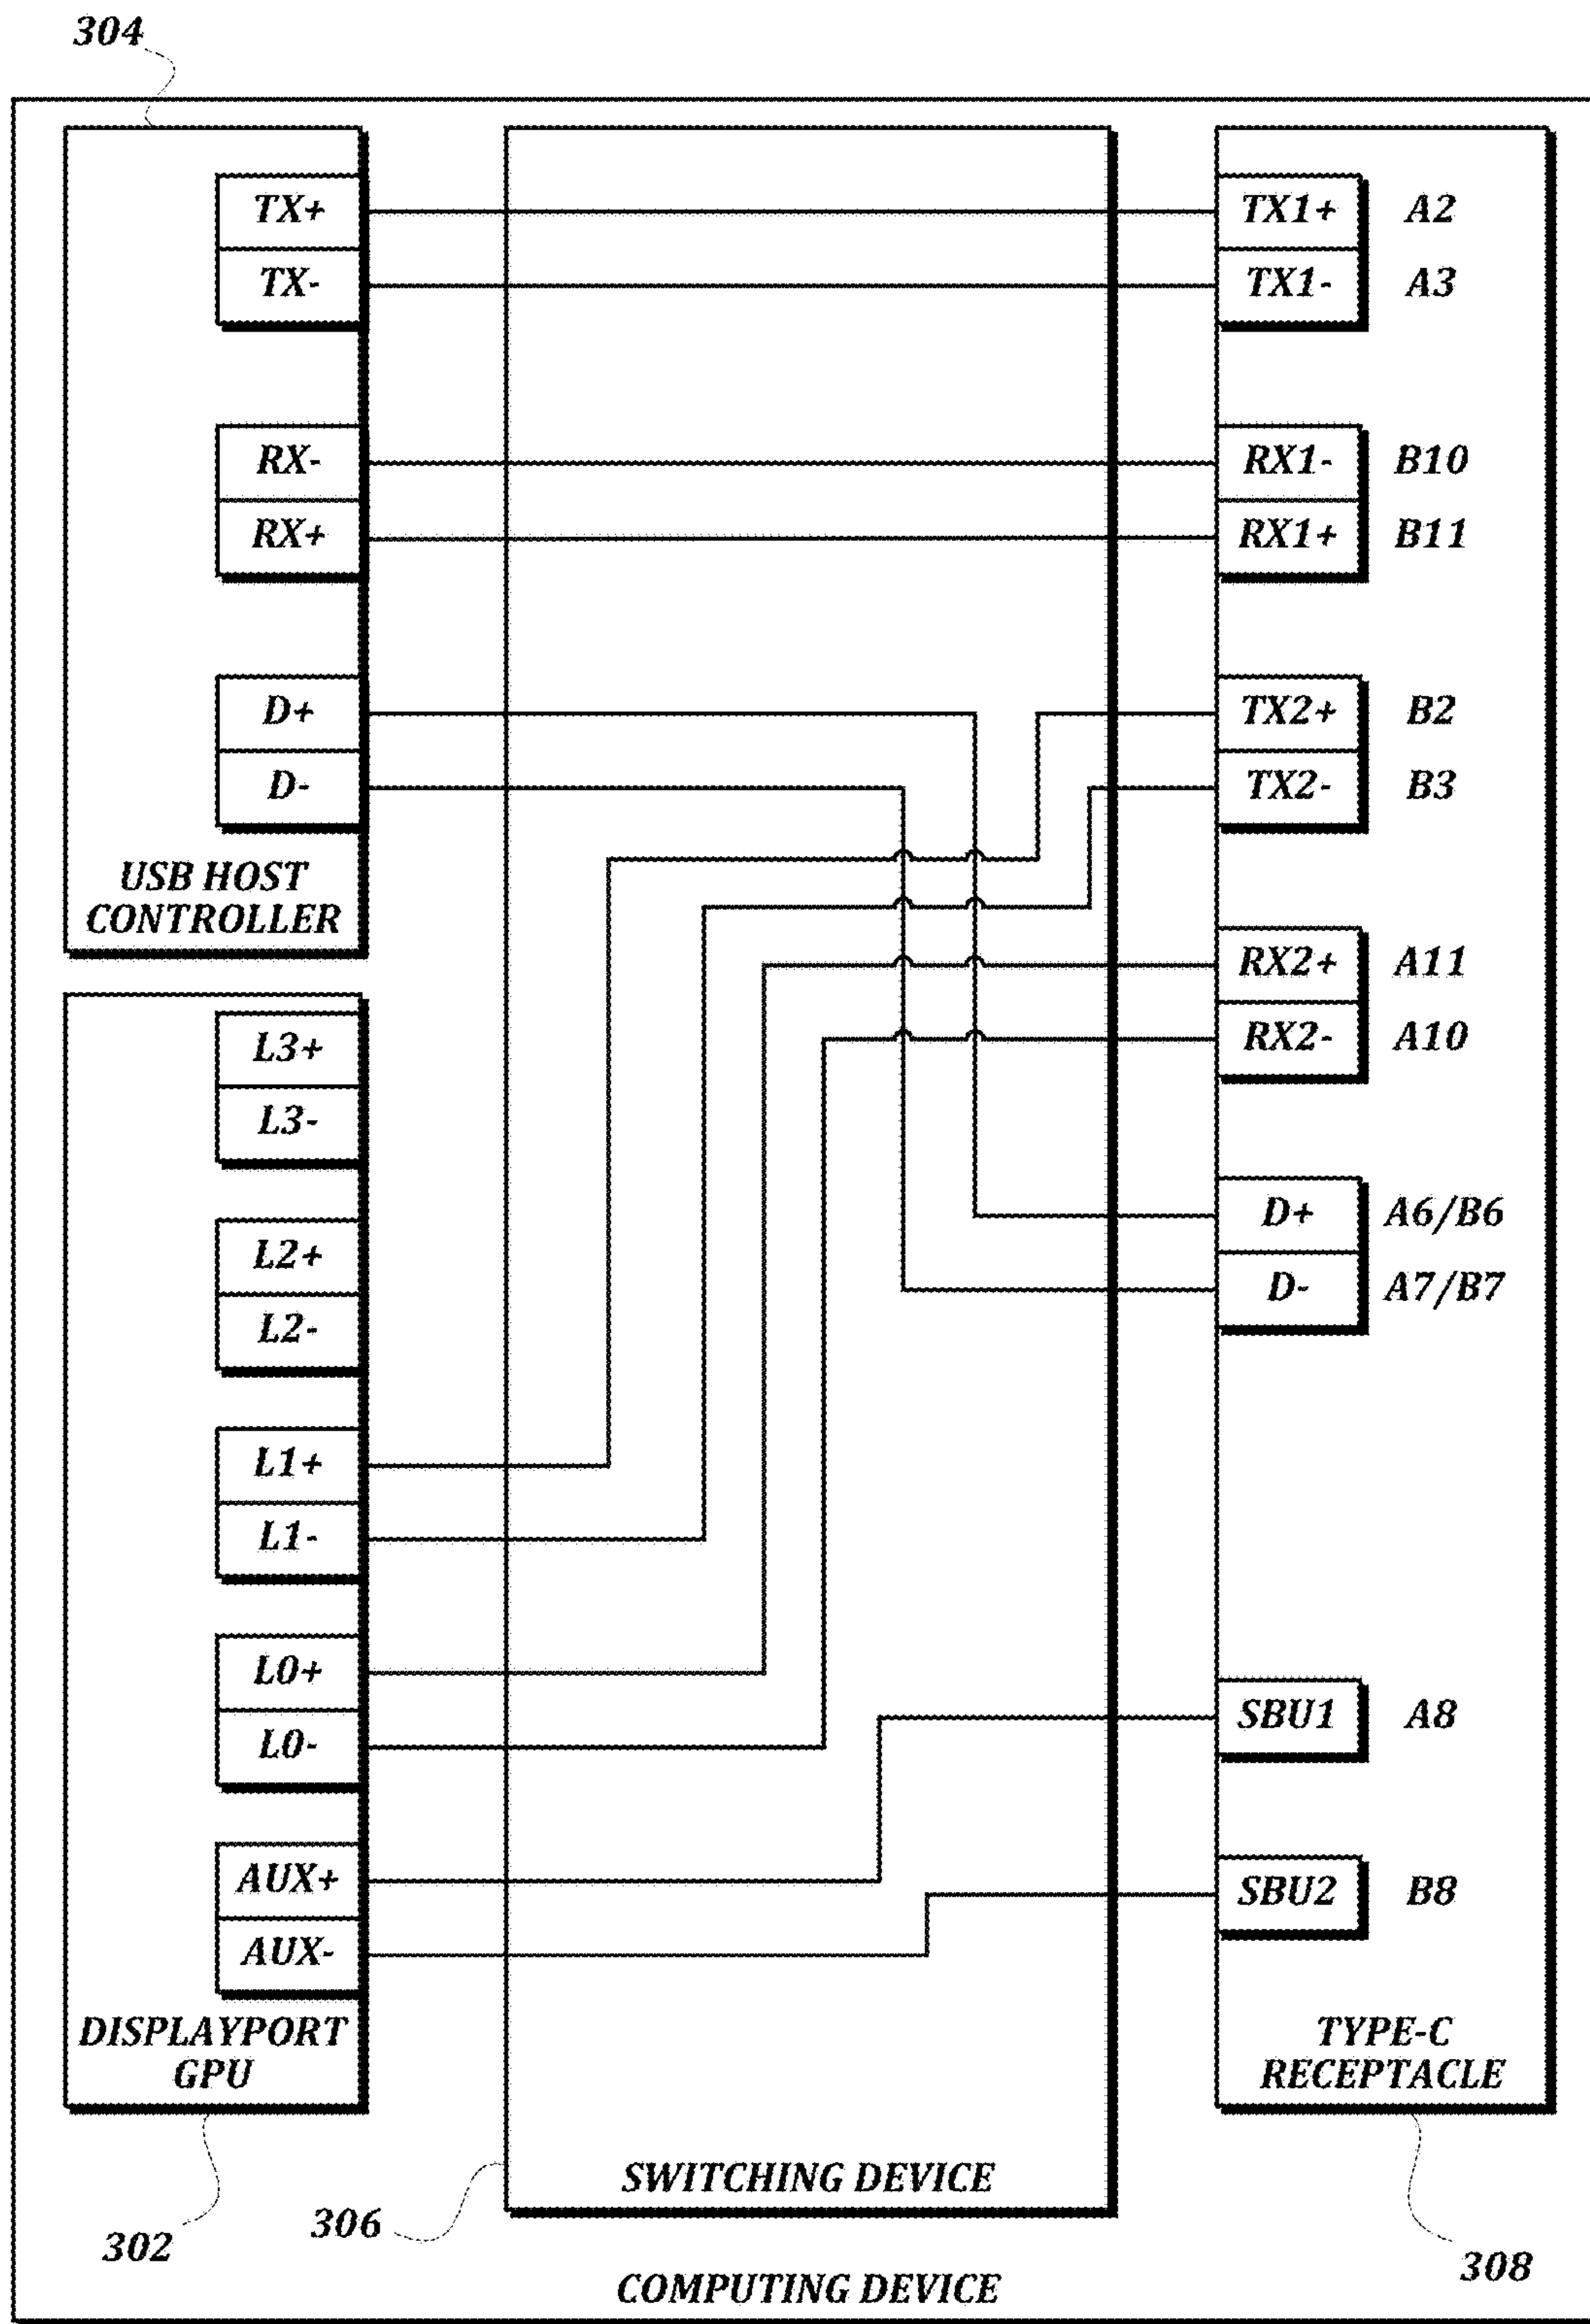 304
TX+
TX-
RX-
RX+
D+
D-
USB HOST
CONTROLLER
L3+
L3-
L2+
L2-
L1+
L1-
L0+
L0-
AUX+
AUX-
DISPLAYPORT
GPU
302
SWITCHING DEVICE
306
TX1+ A2
TX1- A3
RX1- B10
RX1+ B11
TX2+ B2
TX2- B3
RX2+ A11
RX2- A10
D+ A6/B6
D- A7/B7
SBU1 A8
SBU2 B8
TYPE-C
RECEPTACLE
308
COMPUTING DEVICE